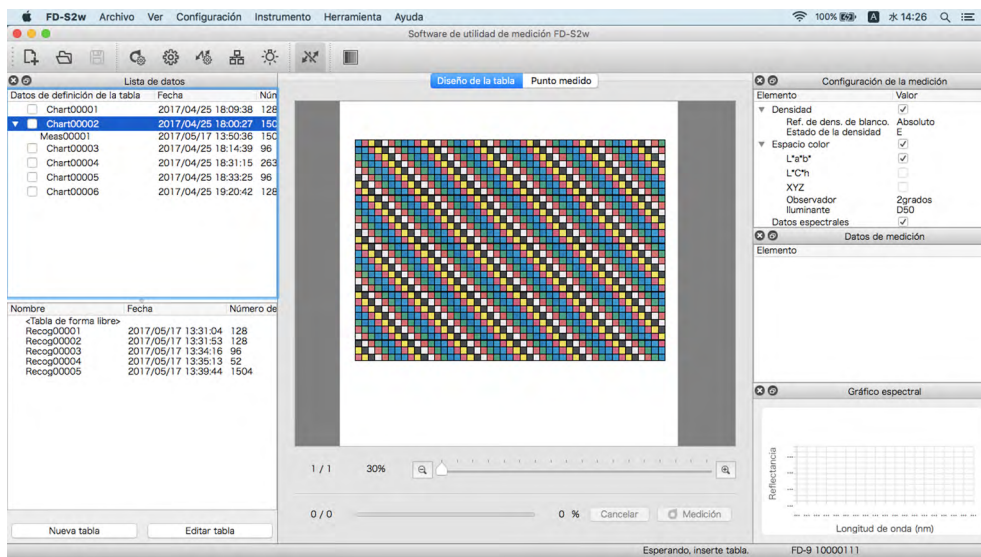 FD-S2w Archivo Ver Configuración Instrumento Herramienta Ayuda 100% A 水14:26
Software de utilidad de medición FD-S2w
Lista de datos
Datos de definición de la tabla Fecha Núm
Chart00001 2017/04/25 18:09:38 128
Chart00002 2017/04/25 18:00:27 150
Meas00001 2017/05/17 13:50:36 150
Chart00003 2017/04/25 18:14:39 96
Chart00004 2017/04/25 18:31:15 263
Chart00005 2017/04/25 18:33:25 96
Chart00006 2017/04/25 19:20:42 128
Nombre Fecha Número de
<Tabla de forma libre>
Recog00001 2017/05/17 13:31:04 128
Recog00002 2017/05/17 13:31:53 128
Recog00003 2017/05/17 13:34:16 96
Recog00004 2017/05/17 13:35:13 52
Recog00005 2017/05/17 13:39:44 1504
Nueva tabla Editar tabla
Diseño de la tabla Punto medido
1 / 1 30%
0 / 0 0 % Cancelar Medición
Configuración de la medición
Elemento Valor
Densidad
Ref. de dens. de blanco. Absoluto
Estado de la densidad E
Espacio color
L*a*b*
L*C*h
XYZ
Observador 2grados
Iluminante D50
Datos espectrales
Datos de medición
Elemento
Gráfico espectral
Reflectancia
Longitud de onda (nm)
Esperando, inserte tabla. FD-9 10000111